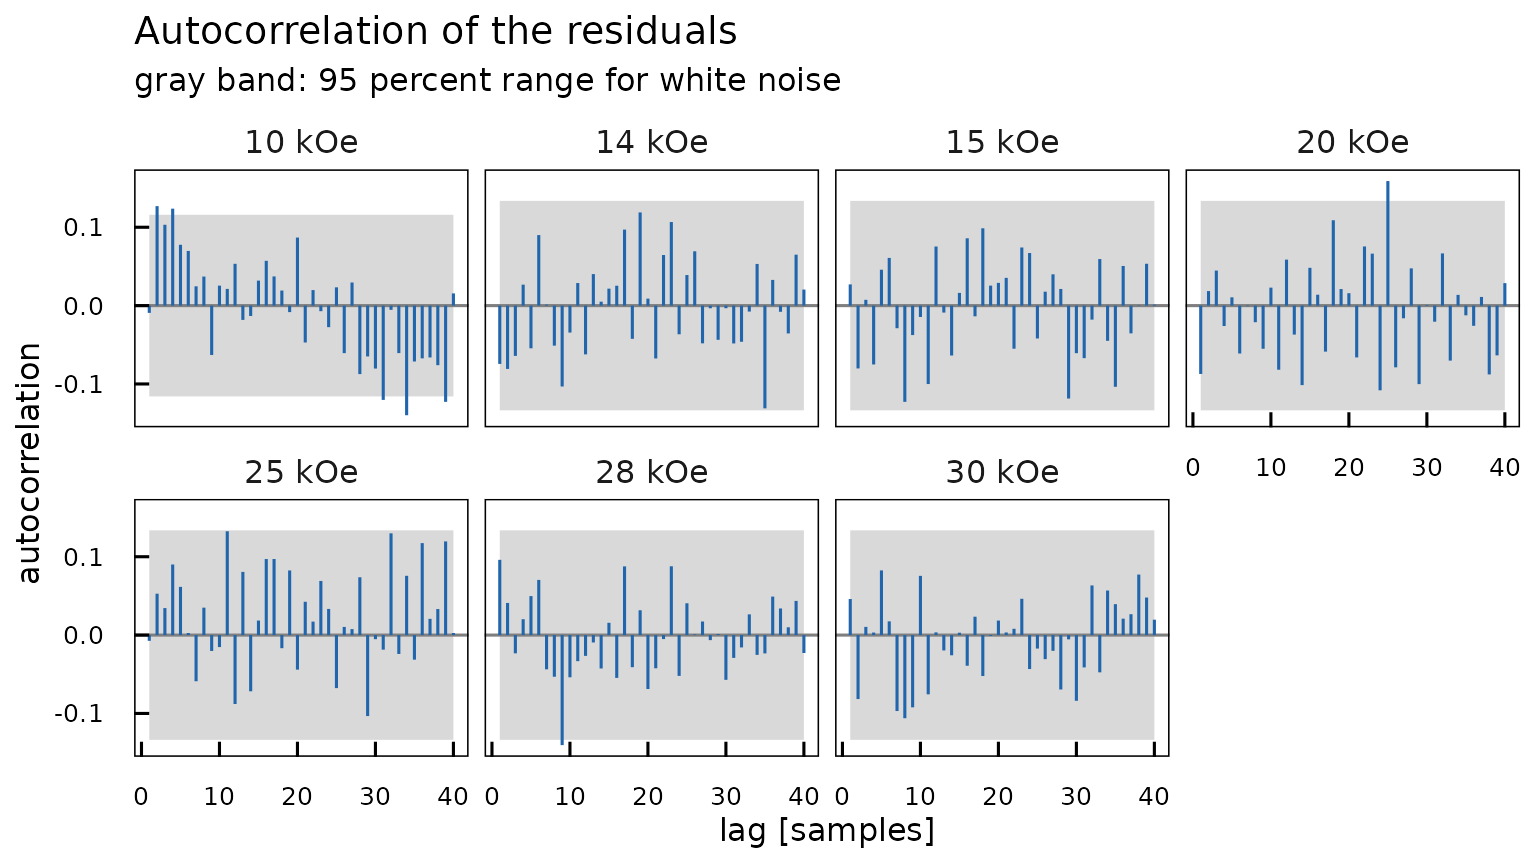 Autocorrelation of the residuals
gray band: 95 percent range for white noise
10 kOe
14 kOe
15 kOe
20 kOe
0.1
0.0
-0.1
0 10 20 30 40
25 kOe
28 kOe
30 kOe
0.1
0.0
-0.1
0 10 20 30 40
0 10 20 30 40
0 10 20 30 40
lag [samples]
autocorrelation